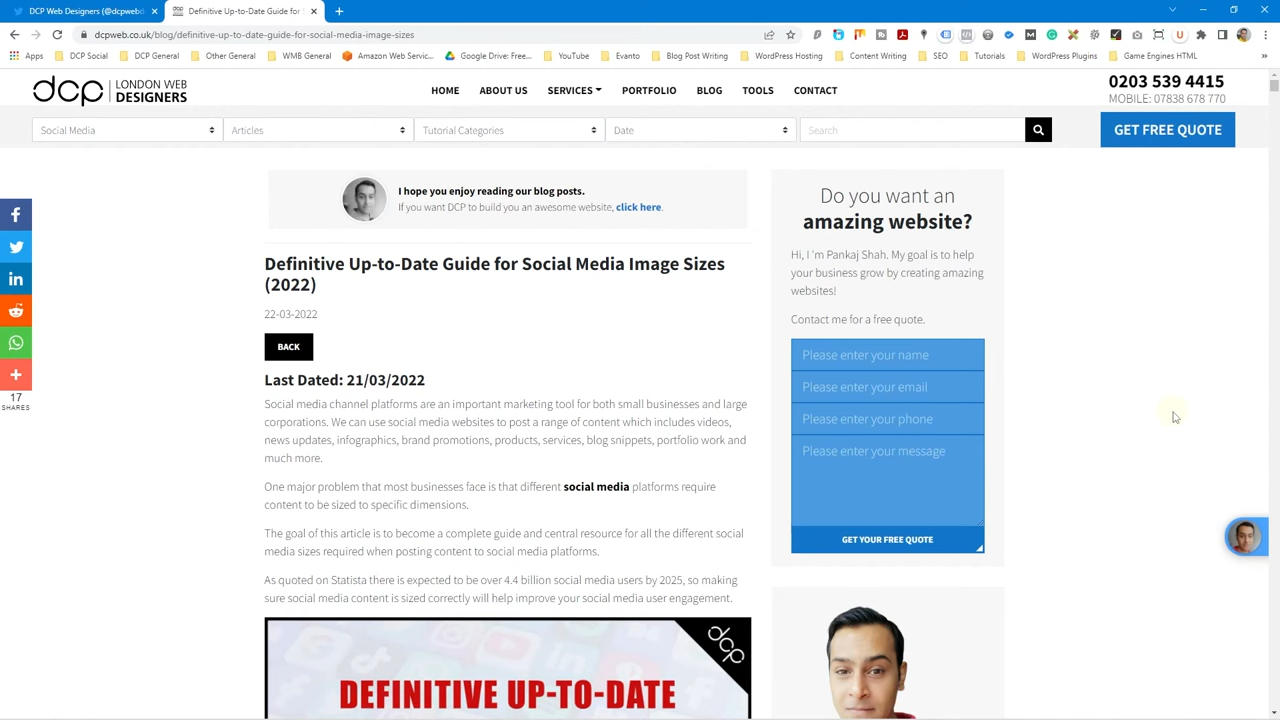 DCP Web Designers (@dcpwebd
Definitive Up-to-Date Guide for
dcpweb.co.uk/blog/definitive-up-to-date-guide-for-social-media-image-sizes
Apps DCP Social DCP General Other General WMB General Amazon Web Servic... Google Drive: Free... YouTube Evanto Blog Post Writing WordPress Hosting Content Writing SEO Tutorials WordPress Plugins Game Engines HTML
dcp LONDON WEB
DESIGNERS
HOME ABOUT US SERVICES PORTFOLIO BLOG TOOLS CONTACT
0203 539 4415
MOBILE: 07838 678 770
Social Media Articles Tutorial Categories Date Search
GET FREE QUOTE
I hope you enjoy reading our blog posts.
If you want DCP to build you an awesome website, click here.
Definitive Up-to-Date Guide for Social Media Image Sizes
(2022)
22-03-2022
BACK
Last Dated: 21/03/2022
Social media channel platforms are an important marketing tool for both small businesses and large
corporations. We can use social media websites to post a range of content which includes videos,
news updates, infographics, brand promotions, products, services, blog snippets, portfolio work and
much more.
One major problem that most businesses face is that different social media platforms require
content to be sized to specific dimensions.
The goal of this article is to become a complete guide and central resource for all the different social
media sizes required when posting content to social media platforms.
As quoted on Statista there is expected to be over 4.4 billion social media users by 2025, so making
sure social media content is sized correctly will help improve your social media user engagement.
dcp
DEFINITIVE UP-TO-DATE
17
SHARES
Do you want an
amazing website?
Hi, I 'm Pankaj Shah. My goal is to help
your business grow by creating amazing
websites!
Contact me for a free quote.
Please enter your name
Please enter your email
Please enter your phone
Please enter your message
GET YOUR FREE QUOTE